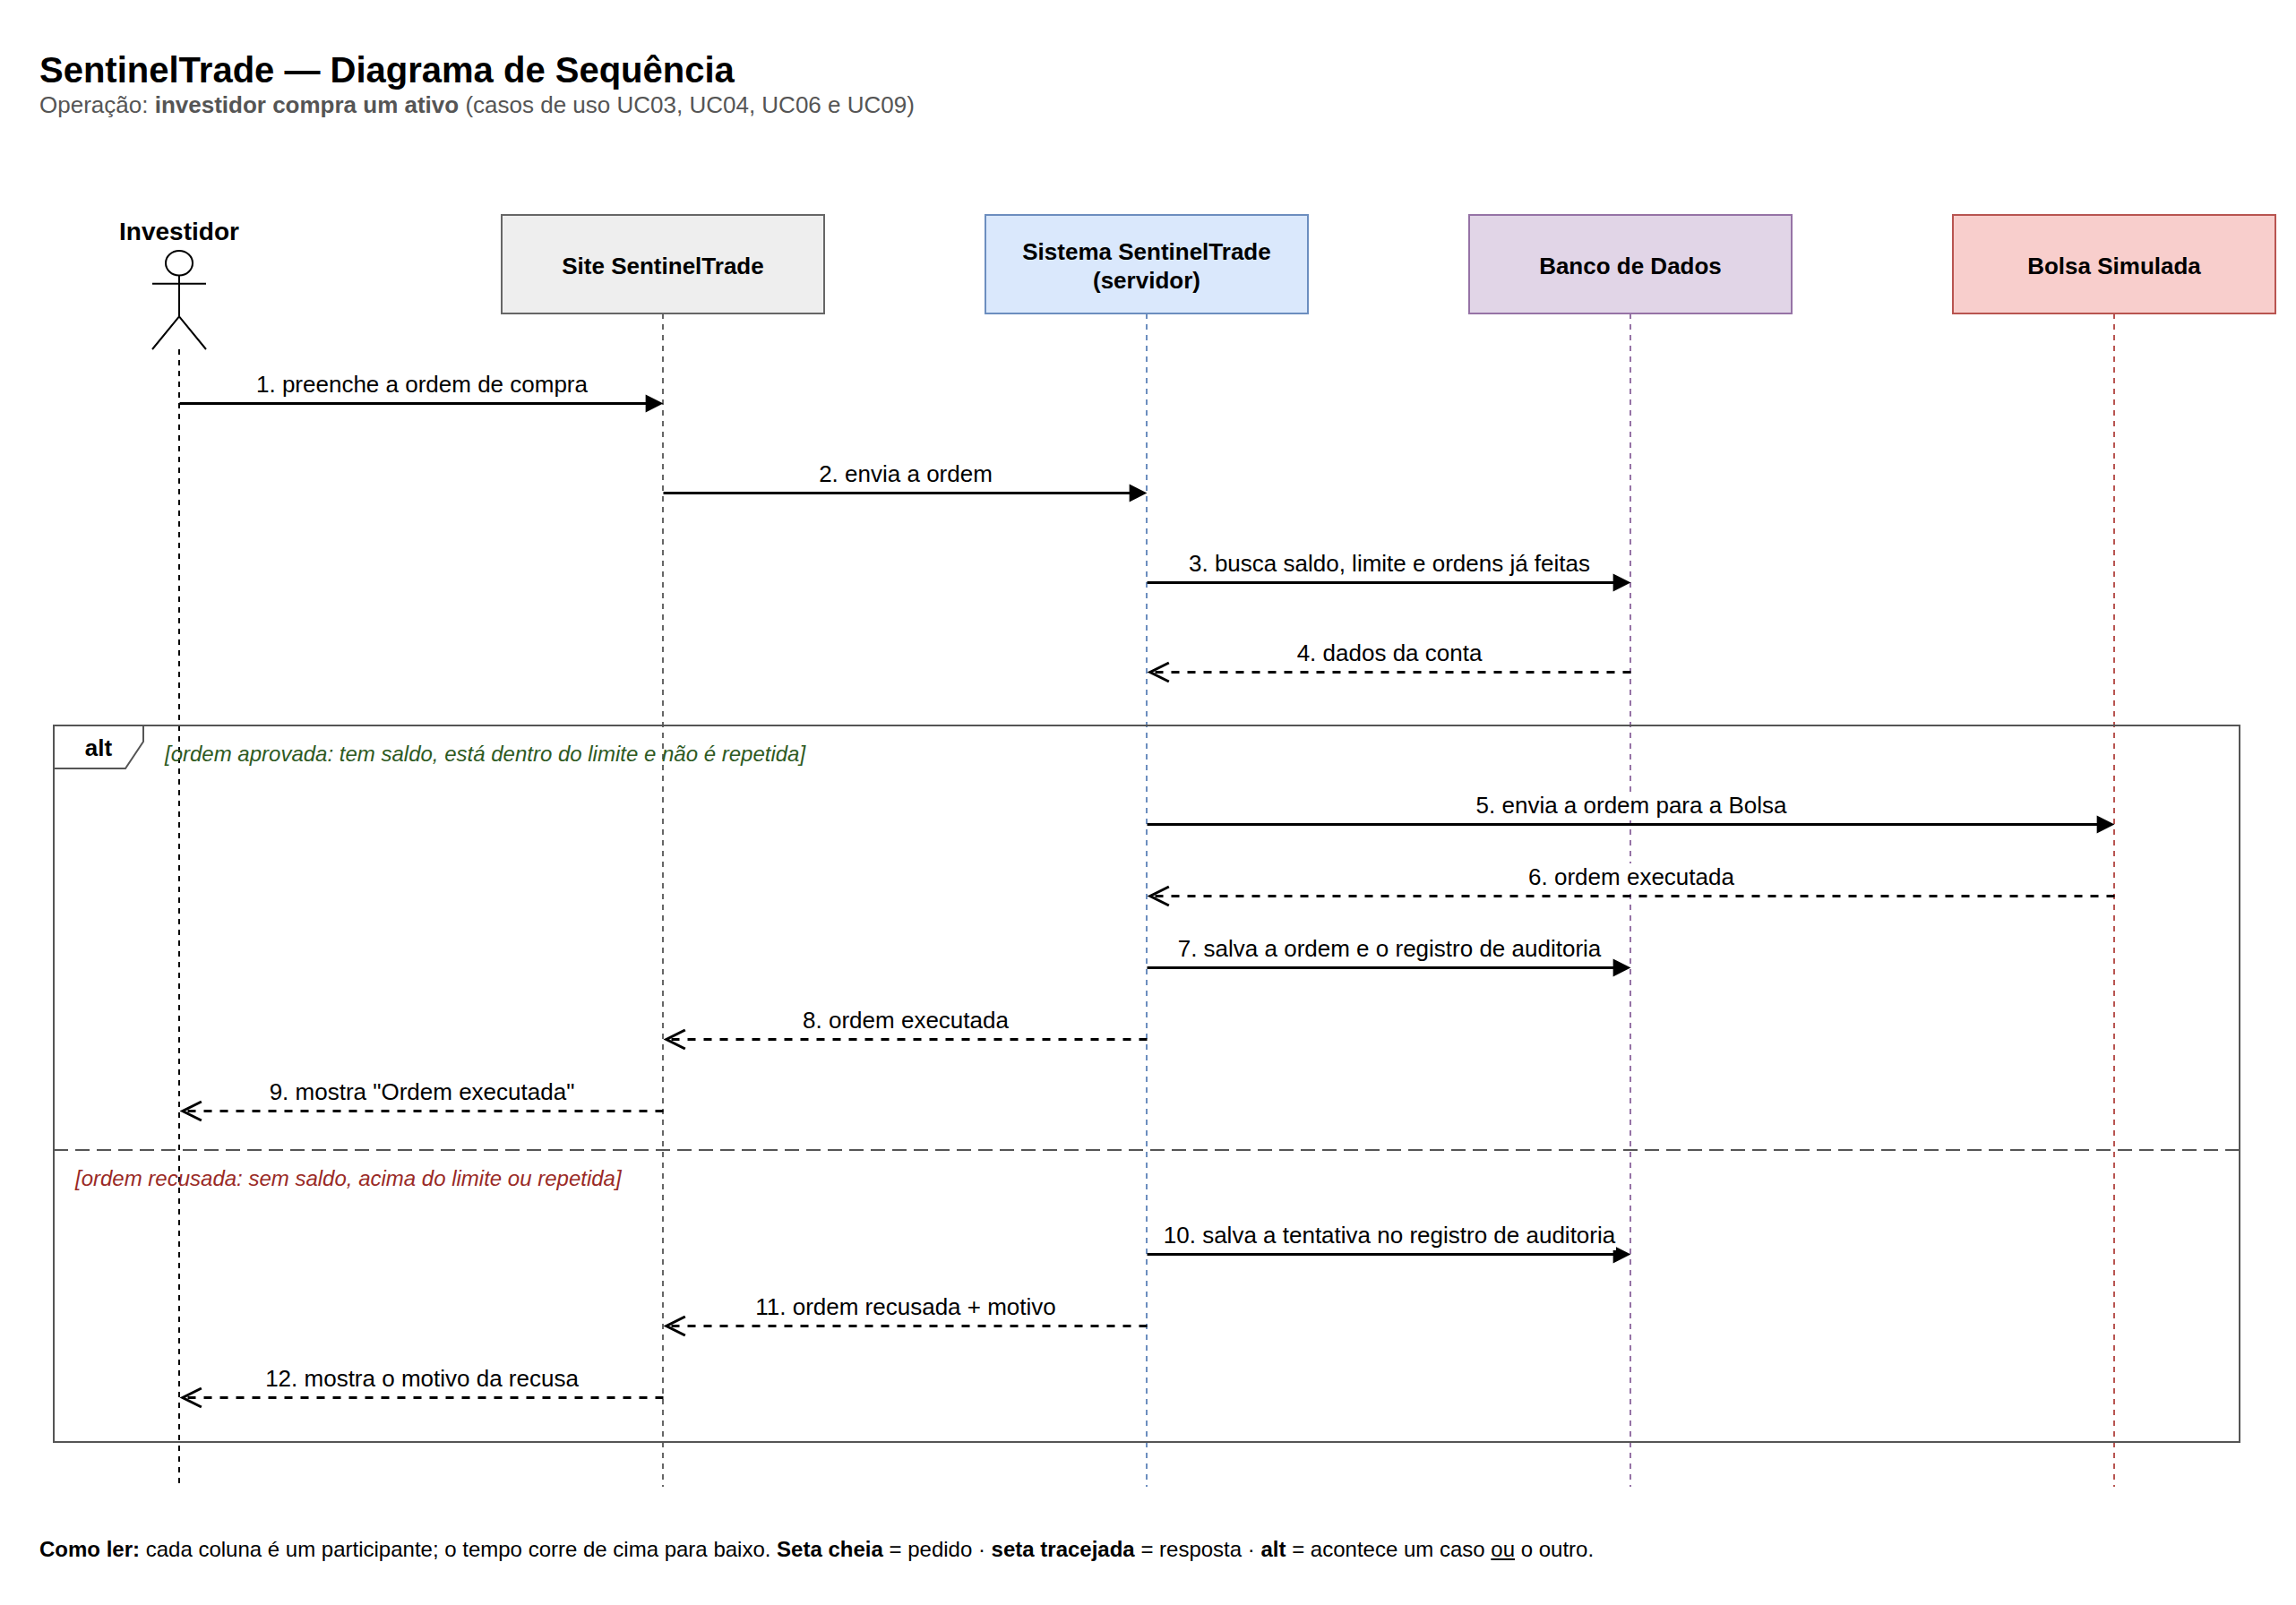 SentinelTrade — Diagrama de Sequência
Operação: investidor compra um ativo (casos de uso UC03, UC04, UC06 e UC09)
Investidor
Site SentinelTrade
Sistema SentinelTrade
(servidor)
Banco de Dados
Bolsa Simulada
1. preenche a ordem de compra
2. envia a ordem
3. busca saldo, limite e ordens já feitas
4. dados da conta
alt
[ordem aprovada: tem saldo, está dentro do limite e não é repetida]
5. envia a ordem para a Bolsa
6. ordem executada
7. salva a ordem e o registro de auditoria
8. ordem executada
9. mostra "Ordem executada"
[ordem recusada: sem saldo, acima do limite ou repetida]
10. salva a tentativa no registro de auditoria
11. ordem recusada + motivo
12. mostra o motivo da recusa
Como ler: cada coluna é um participante; o tempo corre de cima para baixo. Seta cheia = pedido · seta tracejada = resposta · alt = acontece um caso ou o outro.